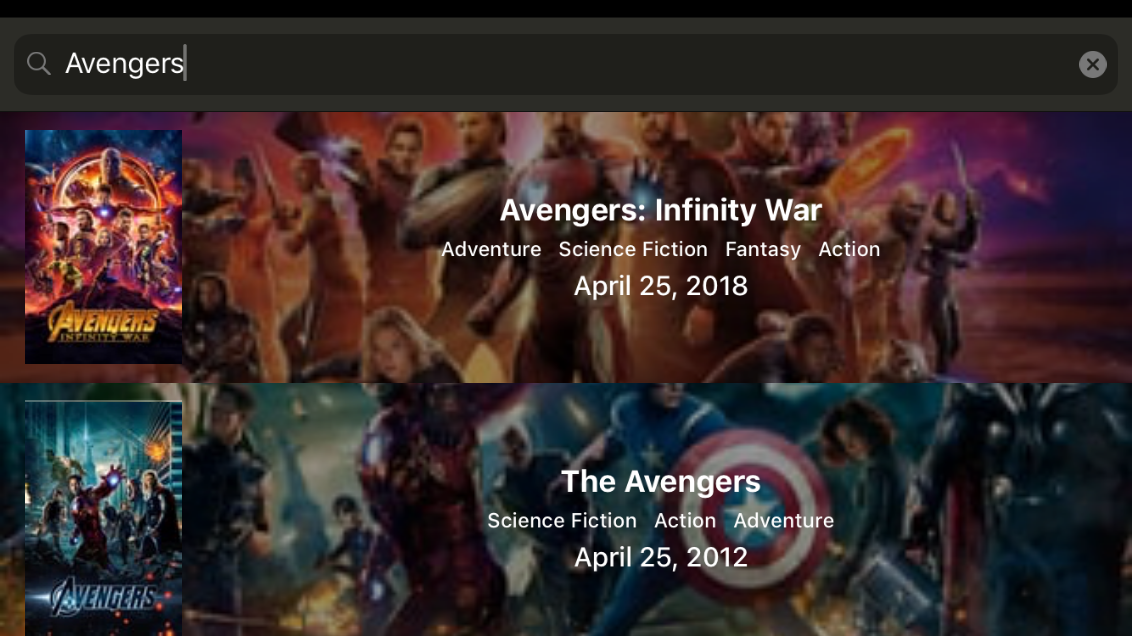 Avengers
Avengers: Infinity War
Adventure Science Fiction Fantasy Action
April 25, 2018
AVENGERS
INFINITY WAR
The Avengers
Science Fiction Action Adventure
April 25, 2012
AVENGERS